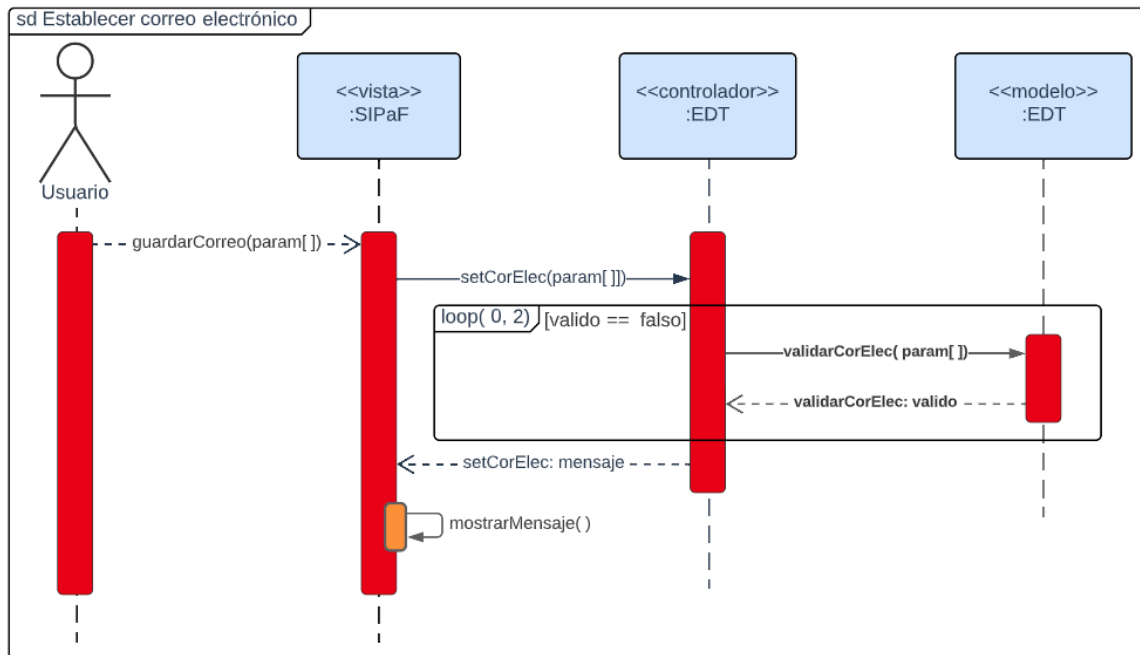 sd Establecer correo electrónico
<<vista>>
:SIPaF
<<controlador>>
:EDT
<<modelo>>
:EDT
Usuario
guardarCorreo(param[ ])
setCorElec(param[ ]])
loop( 0, 2) [valido == falso]
validarCorElec( param[ ])
validarCorElec: valido
setCorElec: mensaje
mostrarMensaje( )